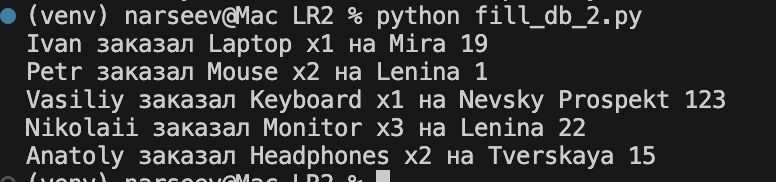 (venv) narseev@Mac LR2 % python fill_db_2.py
Ivan заказал Laptop x1 на Mira 19
Petr заказал Mouse x2 на Lenina 1
Vasiliy заказал Keyboard x1 на Nevsky Prospekt 123
Nikolaii заказал Monitor x3 на Lenina 22
Anatoly заказал Headphones x2 на Tverskaya 15
(venv) narseev@Mac LR2 %